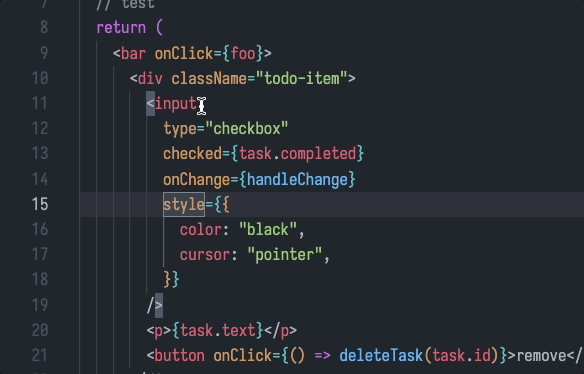 7 // test
8 return (
9 <bar onClick={foo}>
10 <div className="todo-item">
11 <input
12 type="checkbox"
13 checked={task.completed}
14 onChange={handleChange}
15 style={{
16 color: "black",
17 cursor: "pointer",
18 }}
19 />
20 <p>{task.text}</p>
21 <button onClick={() => deleteTask(task.id)}>remove</